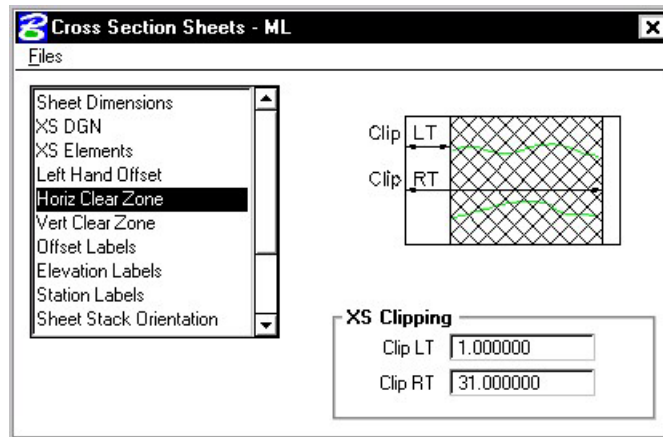 Cross Section Sheets - ML
Files
Sheet Dimensions
XS DGN
XS Elements
Left Hand Offset
Horiz Clear Zone
Vert Clear Zone
Offset Labels
Elevation Labels
Station Labels
Sheet Stack Orientation
Clip LT
Clip RT
XS Clipping
Clip LT 1.000000
Clip RT 31.000000